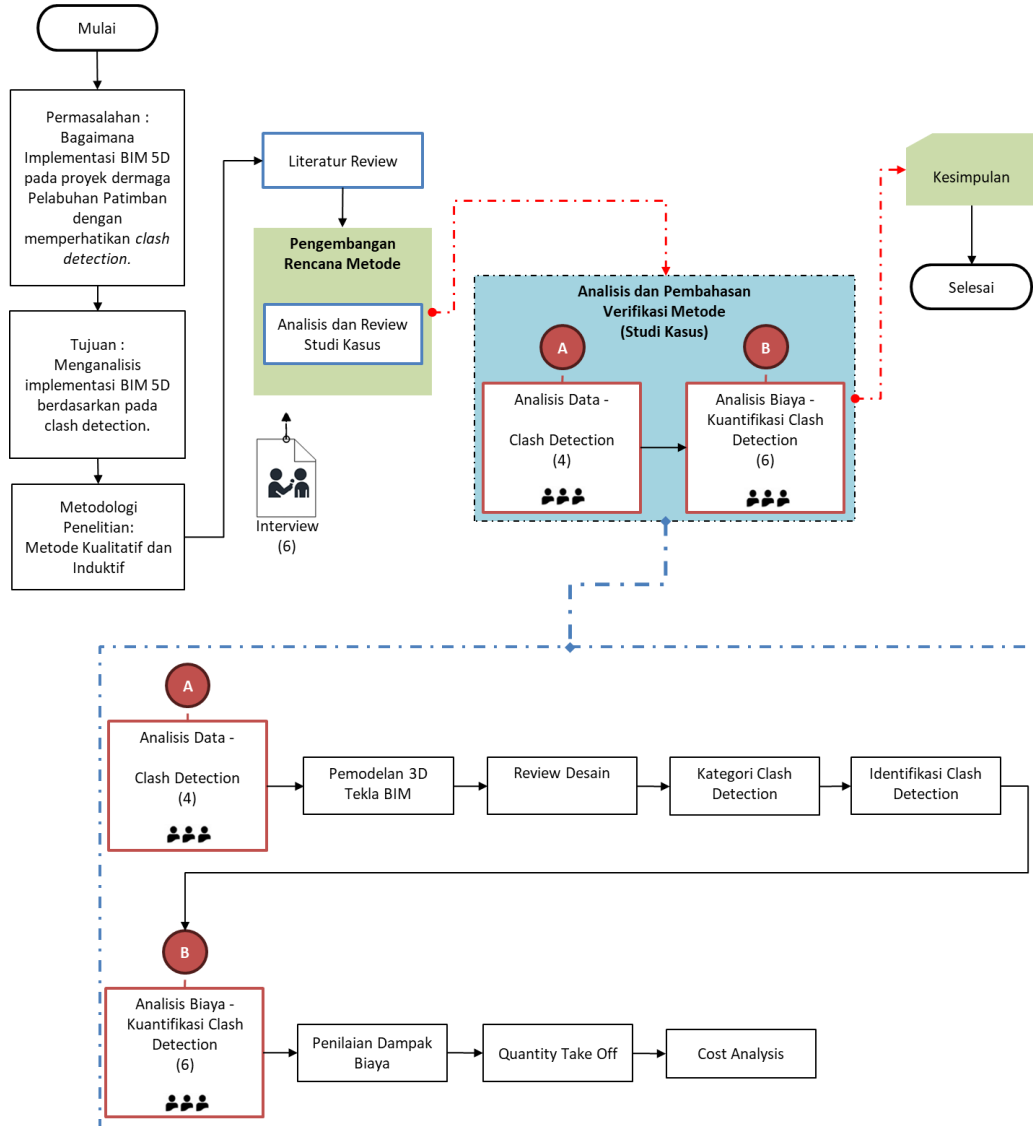 Mulai
Permasalahan :
Bagaimana
Implementasi BIM 5D
pada proyek dermaga
Pelabuhan Patimban
dengan
memperhatikan clash
detection.
Tujuan :
Menganalisis
implementasi BIM 5D
berdasarkan pada
clash detection.
Metodologi
Penelitian:
Metode Kualitatif dan
Induktif
Literatur Review
Pengembangan
Rencana Metode
Analisis dan Review
Studi Kasus
Interview
(6)
Analisis dan Pembahasan
Verifikasi Metode
(Studi Kasus)
A
Analisis Data -
Clash Detection
(4)
B
Analisis Biaya -
Kuantifikasi Clash
Detection
(6)
Kesimpulan
Selesai
A
Analisis Data -
Clash Detection
(4)
Pemodelan 3D
Tekla BIM
Review Desain
Kategori Clash
Detection
Identifikasi Clash
Detection
B
Analisis Biaya -
Kuantifikasi Clash
Detection
(6)
Penilaian Dampak
Biaya
Quantity Take Off
Cost Analysis